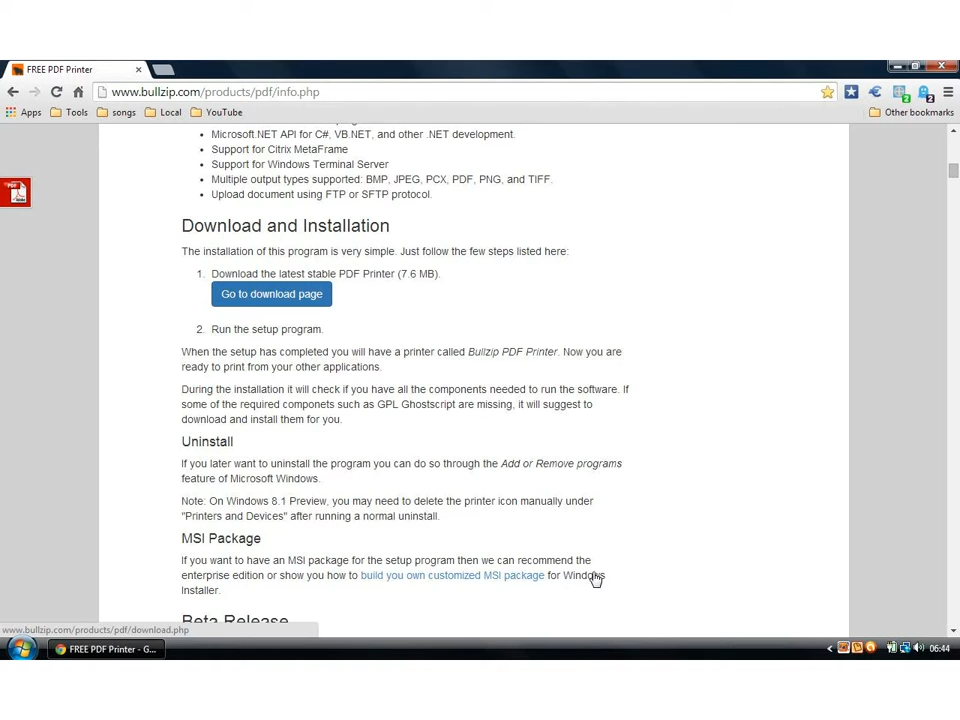 FREE PDF Printer
www.bullzip.com/products/pdf/info.php
Apps Tools songs Local YouTube Other bookmarks
Microsoft.NET API for C#, VB.NET, and other .NET development.
Support for Citrix MetaFrame
Support for Windows Terminal Server
Multiple output types supported: BMP, JPEG, PCX, PDF, PNG, and TIFF.
Upload document using FTP or SFTP protocol.
PDF
Download and Installation
The installation of this program is very simple. Just follow the few steps listed here:
1. Download the latest stable PDF Printer (7.6 MB).
Go to download page
2. Run the setup program.
When the setup has completed you will have a printer called Bullzip PDF Printer. Now you are
ready to print from your other applications.
During the installation it will check if you have all the components needed to run the software. If
some of the required componets such as GPL Ghostscript are missing, it will suggest to
download and install them for you.
Uninstall
If you later want to uninstall the program you can do so through the Add or Remove programs
feature of Microsoft Windows.
Note: On Windows 8.1 Preview, you may need to delete the printer icon manually under
"Printers and Devices" after running a normal uninstall.
MSI Package
If you want to have an MSI package for the setup program then we can recommend the
enterprise edition or show you how to build you own customized MSI package for Windows
Installer.
Beta Release
www.bullzip.com/products/pdf/download.php
FREE PDF Printer - G...
06:44